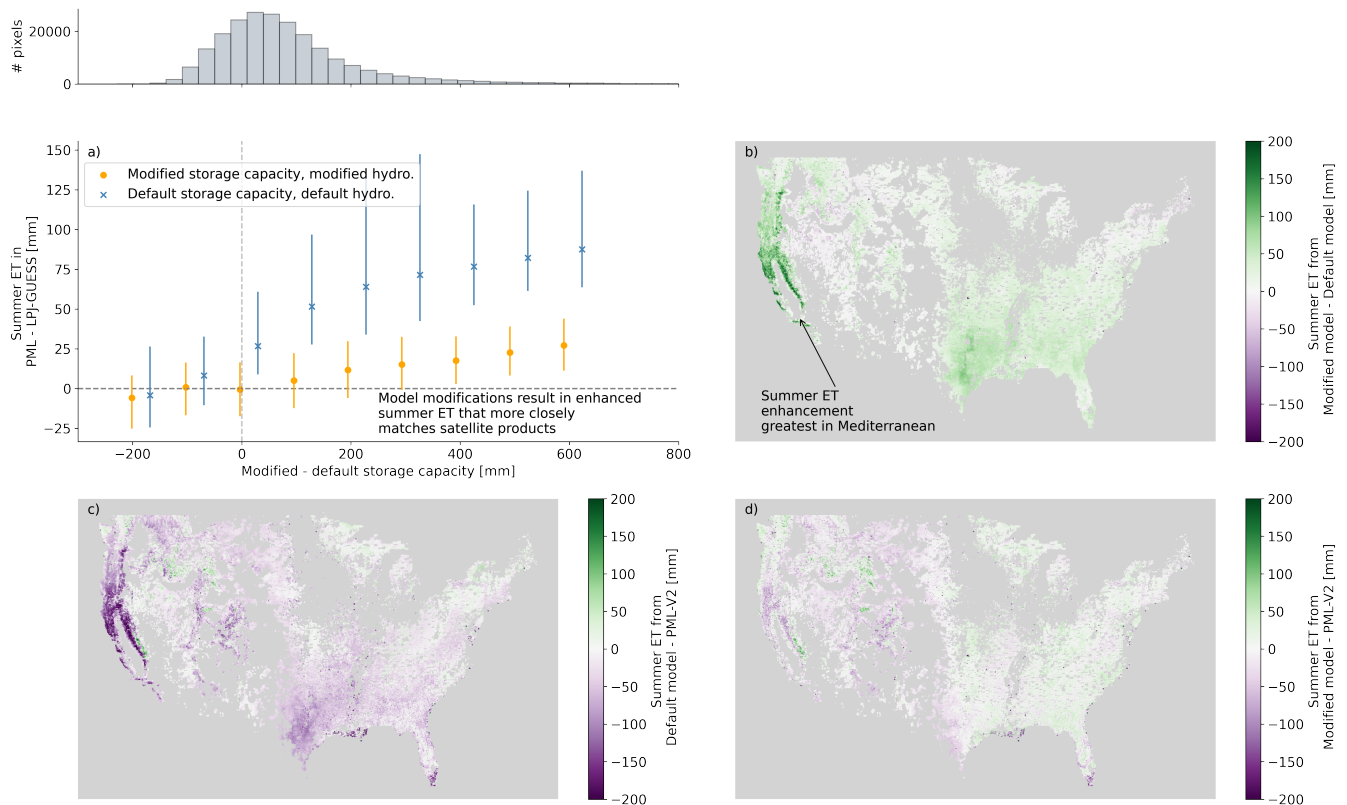 # pixels
20000
0
a)
Modified storage capacity, modified hydro.
Default storage capacity, default hydro.
Summer ET in
PML - LPJ-GUESS [mm]
150
125
100
75
50
25
0
−25
Model modifications result in enhanced
summer ET that more closely
matches satellite products
−200
0
200
400
600
800
Modified - default storage capacity [mm]
b)
Summer ET
enhancement
greatest in Mediterranean
200
150
100
50
0
−50
−100
−150
−200
Summer ET from
Modified model - Default model [mm]
c)
200
150
100
50
0
−50
−100
−150
−200
Summer ET from
Default model - PML-V2 [mm]
d)
200
150
100
50
0
−50
−100
−150
−200
Summer ET from
Modified model - PML-V2 [mm]